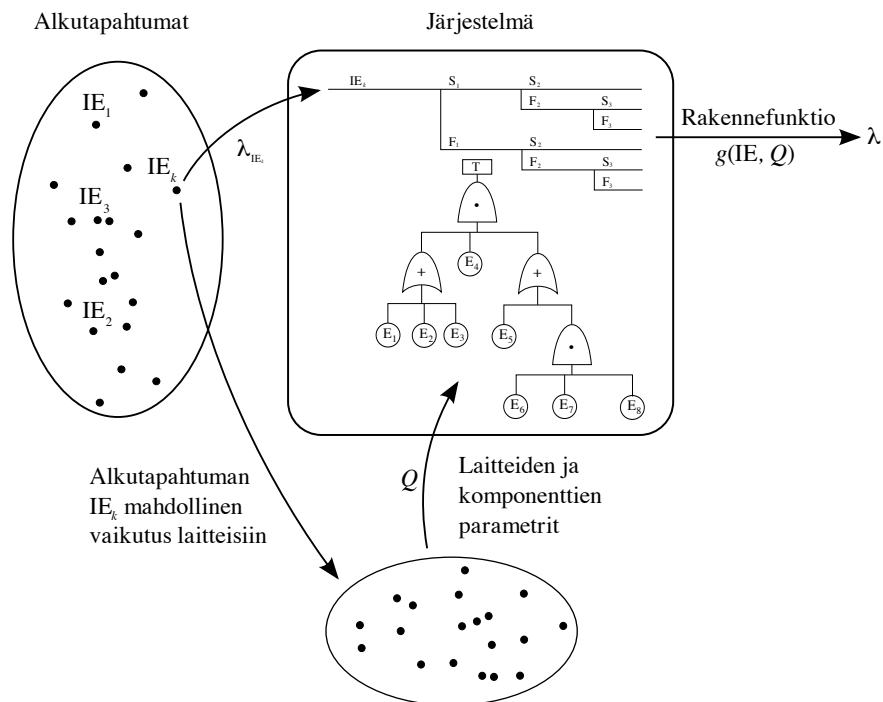 Alkutapahtumat
Järjestelmä
IE1
IEk
IE3
IE2
λIEk
IEk S1 S2
F2 S3
F3
F1 S2
F2 S3
F3
T
•
+ E4 +
E1 E2 E3 E5
•
E6 E7 E8
Rakennefunktio
g(IE, Q)
λ
Alkutapahtuman
IEk mahdollinen
vaikutus laitteisiin
Q
Laitteiden ja
komponenttien
parametrit